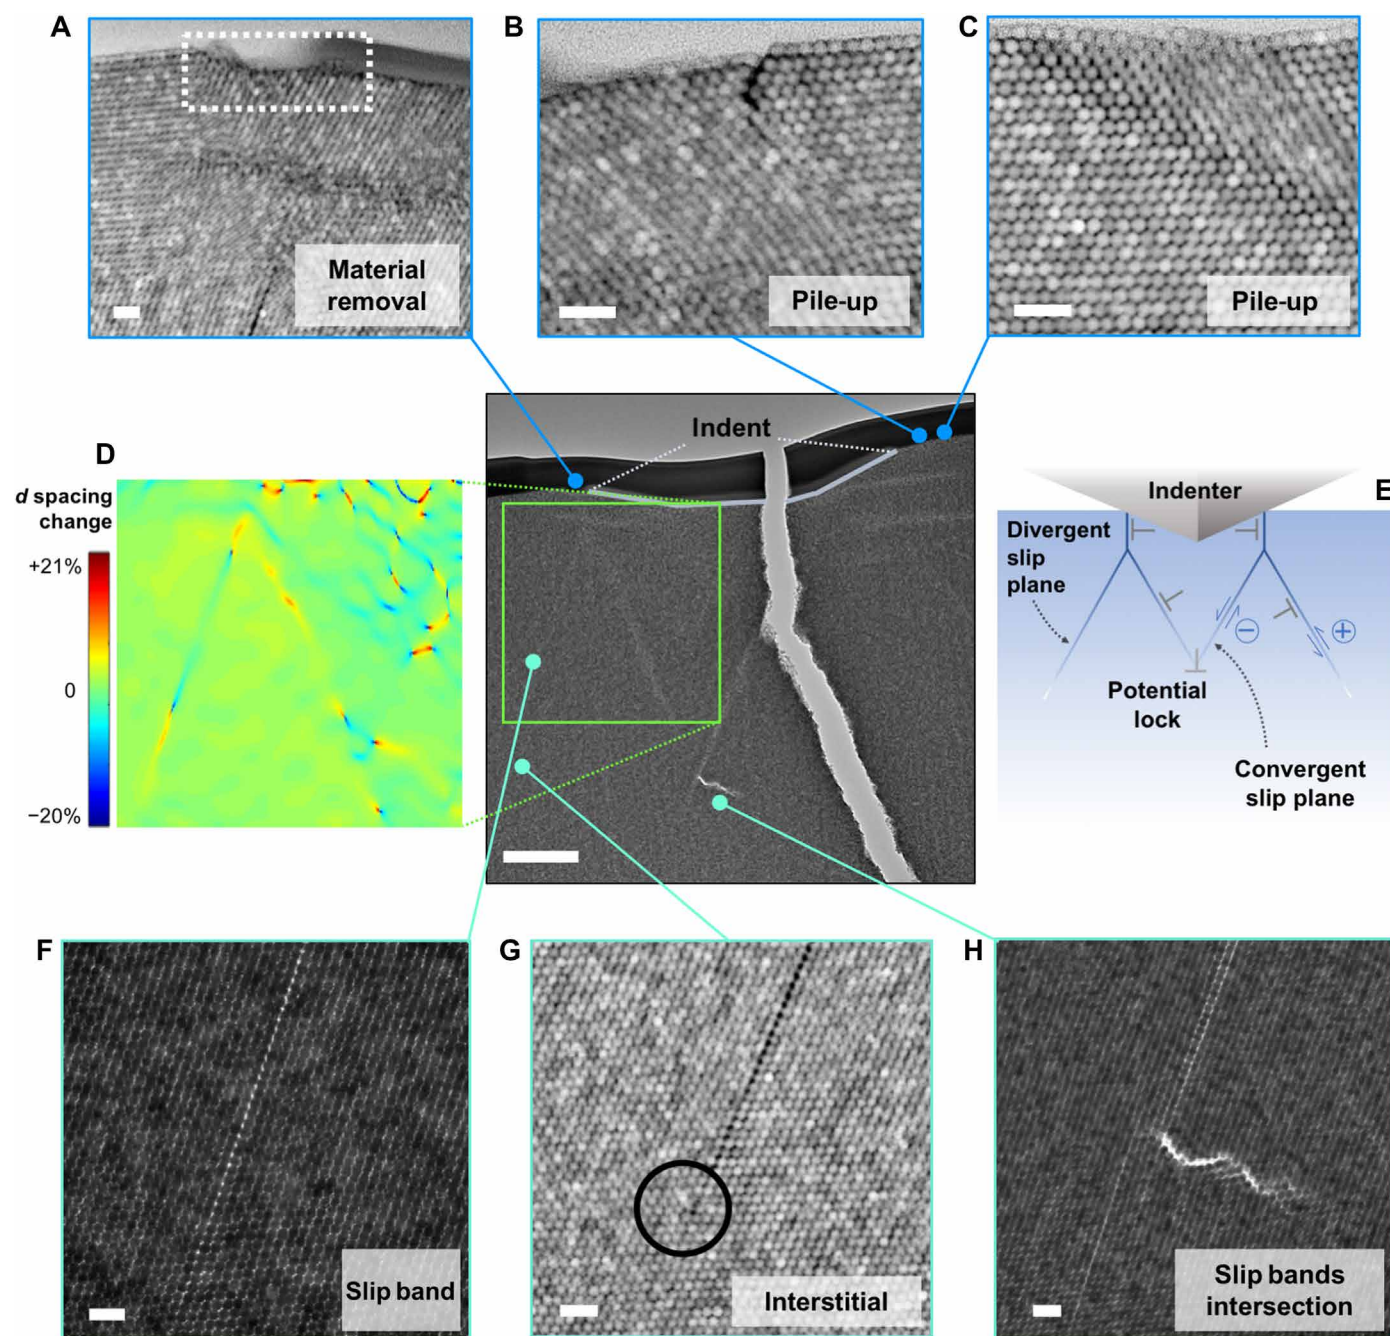 A
B
C
Material
removal
Pile-up
Pile-up
Indent
D
d spacing
change
+21%
0
−20%
E
Indenter
Divergent
slip
plane
−
+
Potential
lock
Convergent
slip plane
F
G
H
Slip band
Interstitial
Slip bands
intersection